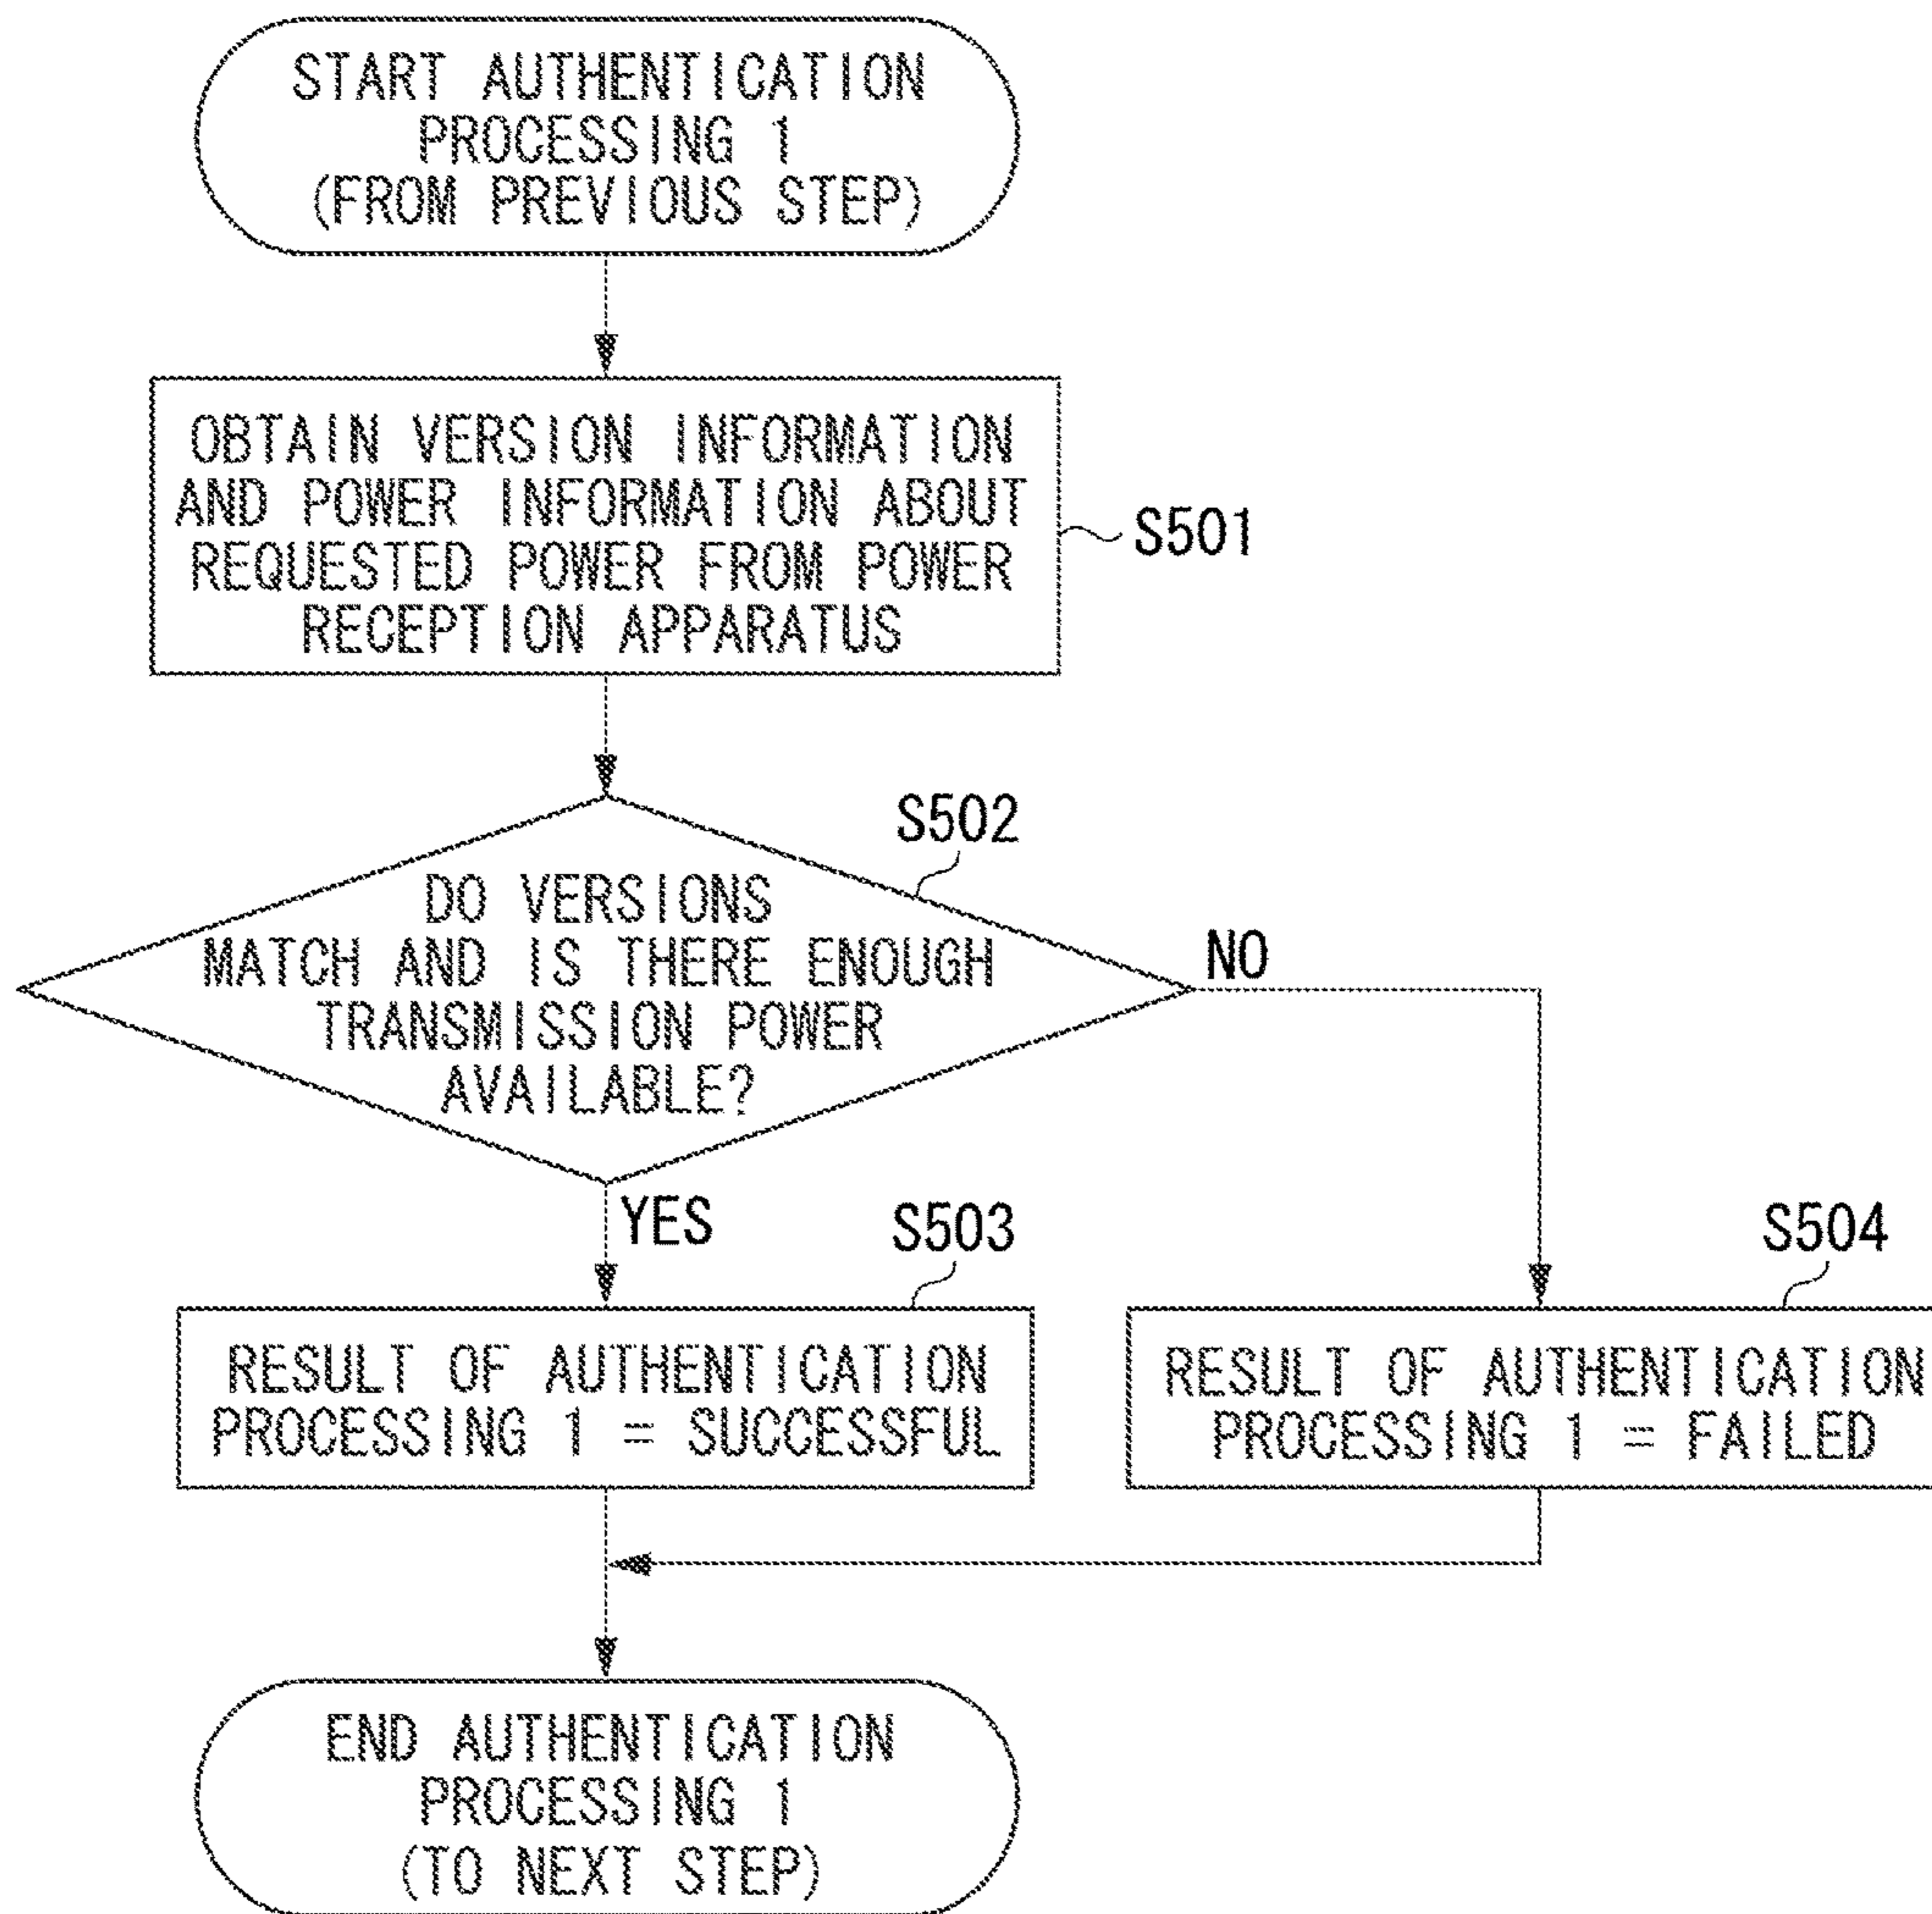 START AUTHENTICATION
PROCESSING 1
(FROM PREVIOUS STEP)
OBTAIN VERSION INFORMATION
AND POWER INFORMATION ABOUT
REQUESTED POWER FROM POWER
RECEPTION APPARATUS
S501
S502
DO VERSIONS
MATCH AND IS THERE ENOUGH
TRANSMISSION POWER
AVAILABLE?
NO
YES
S503
RESULT OF AUTHENTICATION
PROCESSING 1 = SUCCESSFUL
S504
RESULT OF AUTHENTICATION
PROCESSING 1 = FAILED
END AUTHENTICATION
PROCESSING 1
(TO NEXT STEP)